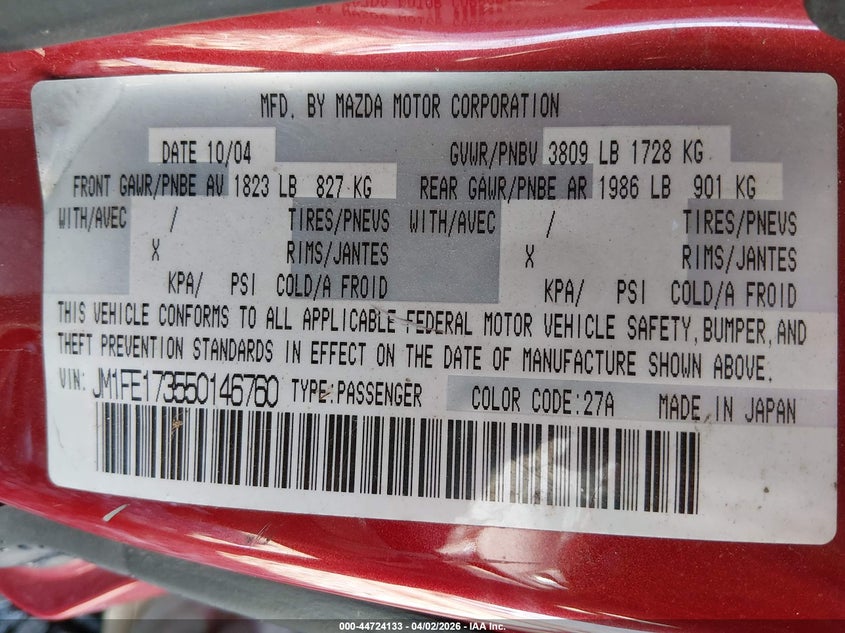 MFD. BY MAZDA MOTOR CORPORATION
DATE 10/04 GVWR/PNBV 3809 LB 1728 KG
FRONT GAWR/PNBE AV 1823 LB 827 KG REAR GAWR/PNBE AR 1986 LB 901 KG
WITH/AVEC / TIRES/PNEUS WITH/AVEC / TIRES/PNEUS
X RIMS/JANTES X RIMS/JANTES
KPA/ PSI COLD/A FROID KPA/ PSI COLD/A FROID
THIS VEHICLE CONFORMS TO ALL APPLICABLE FEDERAL MOTOR VEHICLE SAFETY, BUMPER, AND
THEFT PREVENTION STANDARDS IN EFFECT ON THE DATE OF MANUFACTURE SHOWN ABOVE.
VIN: JM1FE173550146760 TYPE:PASSENGER COLOR CODE:27A MADE IN JAPAN
000-44724133 - 04/02/2026 - IAA Inc.